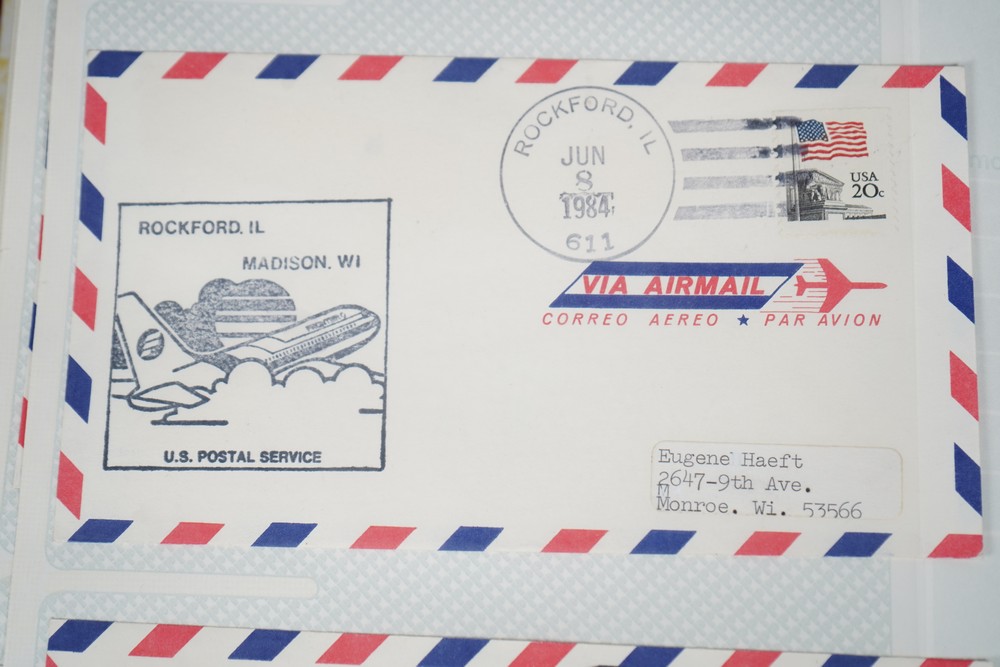 ROCKFORD, IL
JUN
8
1984
611
USA
20c
ROCKFORD. IL
MADISON. WI
U.S. POSTAL SERVICE
VIA AIRMAIL
CORREO AEREO ★ PAR AVION
Eugene Haeft
2647-9th Ave.
Monroe. Wi. 53566